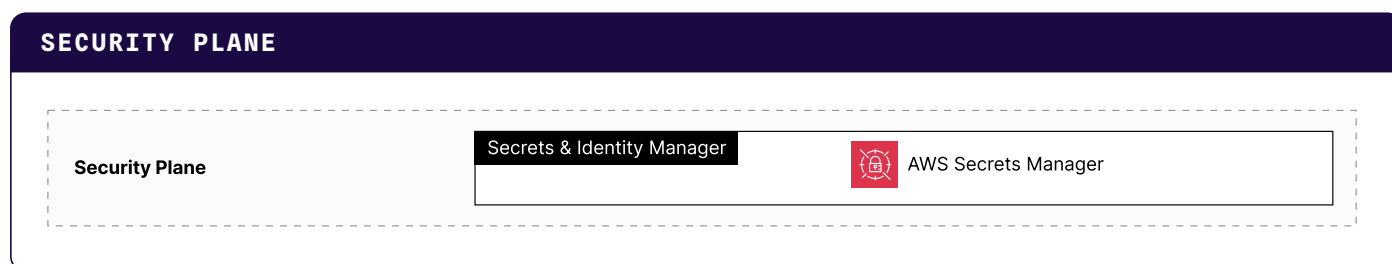 SECURITY PLANE
Security Plane
Secrets & Identity Manager
AWS Secrets Manager